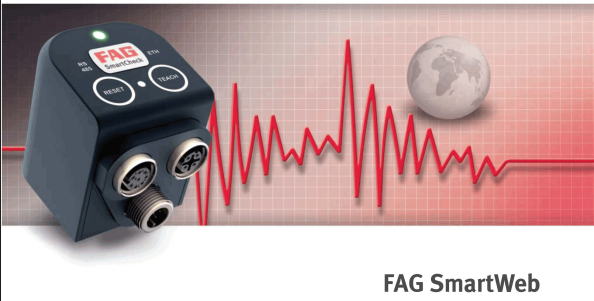 RS
485
FAG
SmartCheck
ETH
RESET
TEACH
FAG SmartWeb